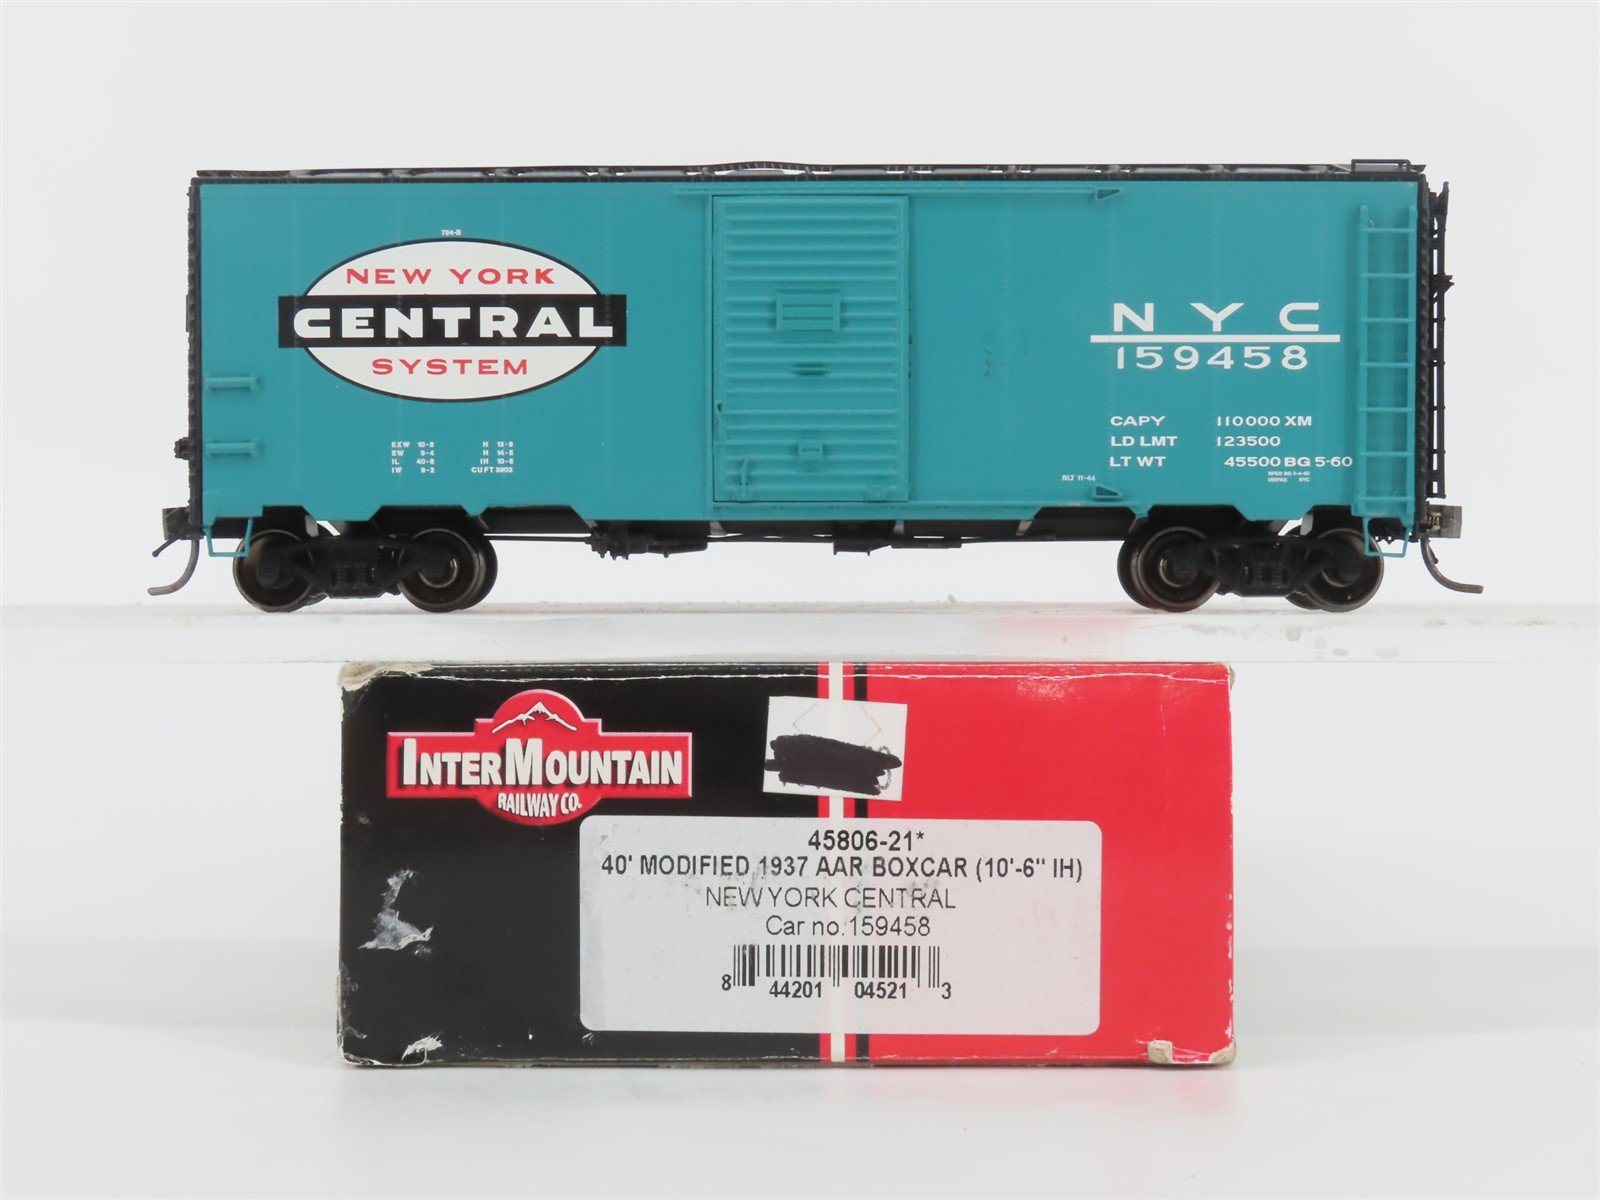 734-B
NEW YORK
CENTRAL
SYSTEM
NYC
159458
CAPY 110000 XM
LD LMT 123500
LT WT 45500 BG 5-60
BLT 11-44
EXW 10-6 H 13-6
EW 9-4 H 14-5
IL 40-6 IH 10-6
IW 9-2 CU FT 3903
INTERMOUNTAIN
RAILWAY CO.
45806-21*
40' MODIFIED 1937 AAR BOXCAR (10'-6" IH)
NEW YORK CENTRAL
Car no.159458
8 44201 04521 3